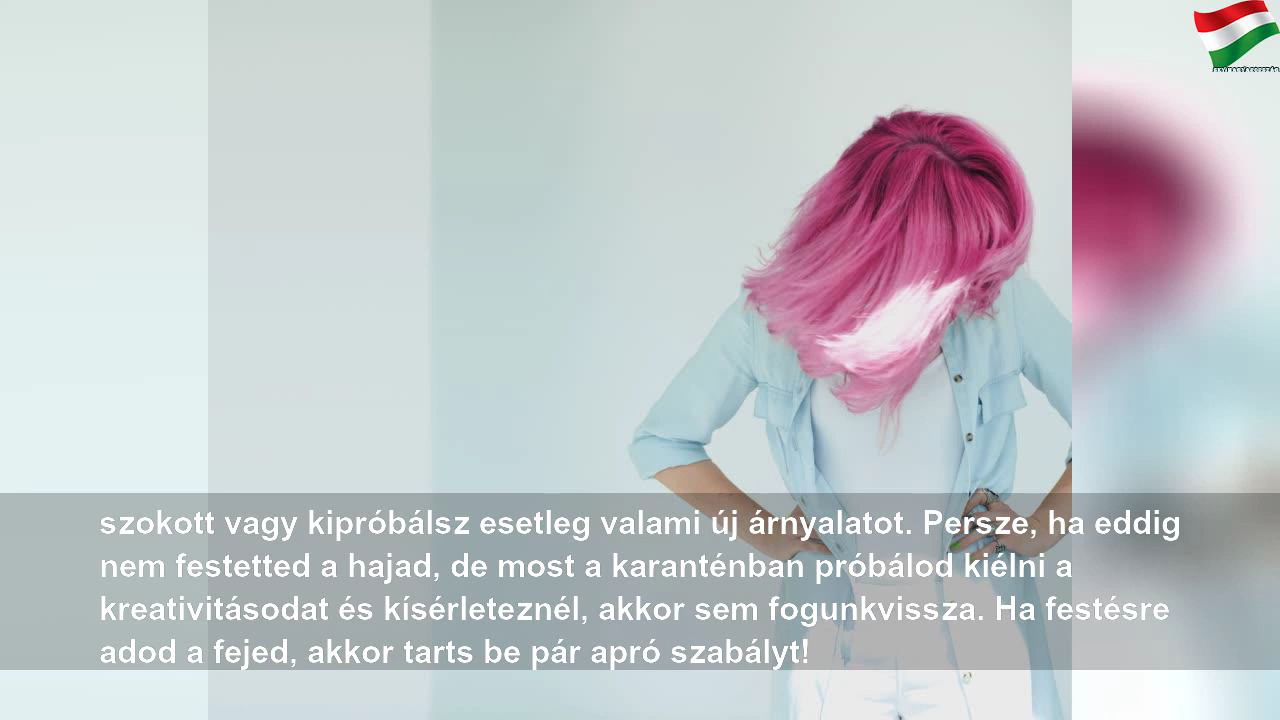 szokott vagy kipróbálsz esetleg valami új árnyalatot. Persze, ha eddig
nem festetted a hajad, de most a karanténban próbálod kiélni a
kreativitásodat és kísérleteznél, akkor sem fogunkvissza. Ha festésre
adod a fejed, akkor tarts be pár apró szabályt!